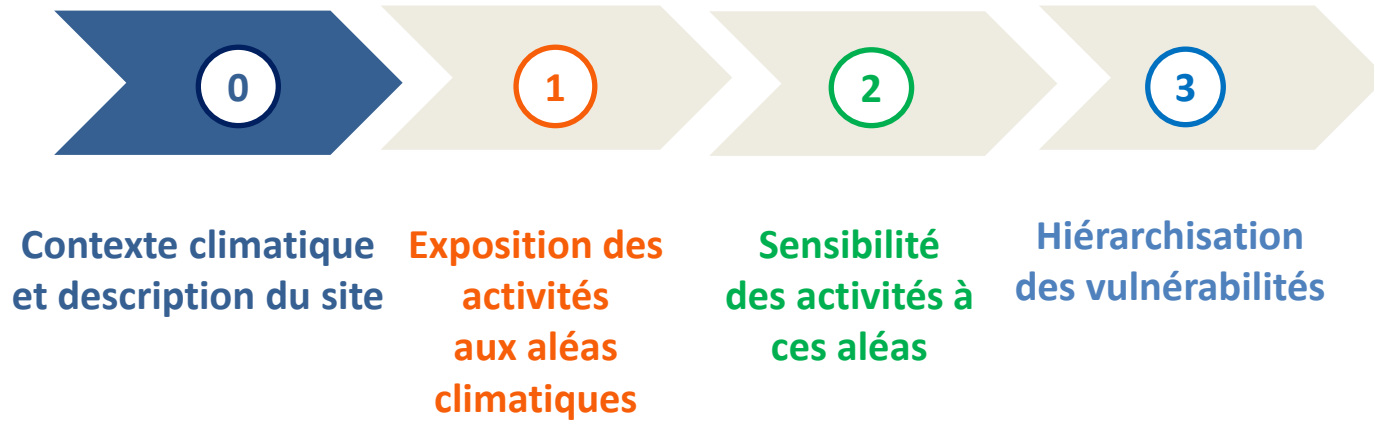 0
1
2
3
Contexte climatique
et description du site
Exposition des
activités
aux aléas
climatiques
Sensibilité
des activités à
ces aléas
Hiérarchisation
des vulnérabilités